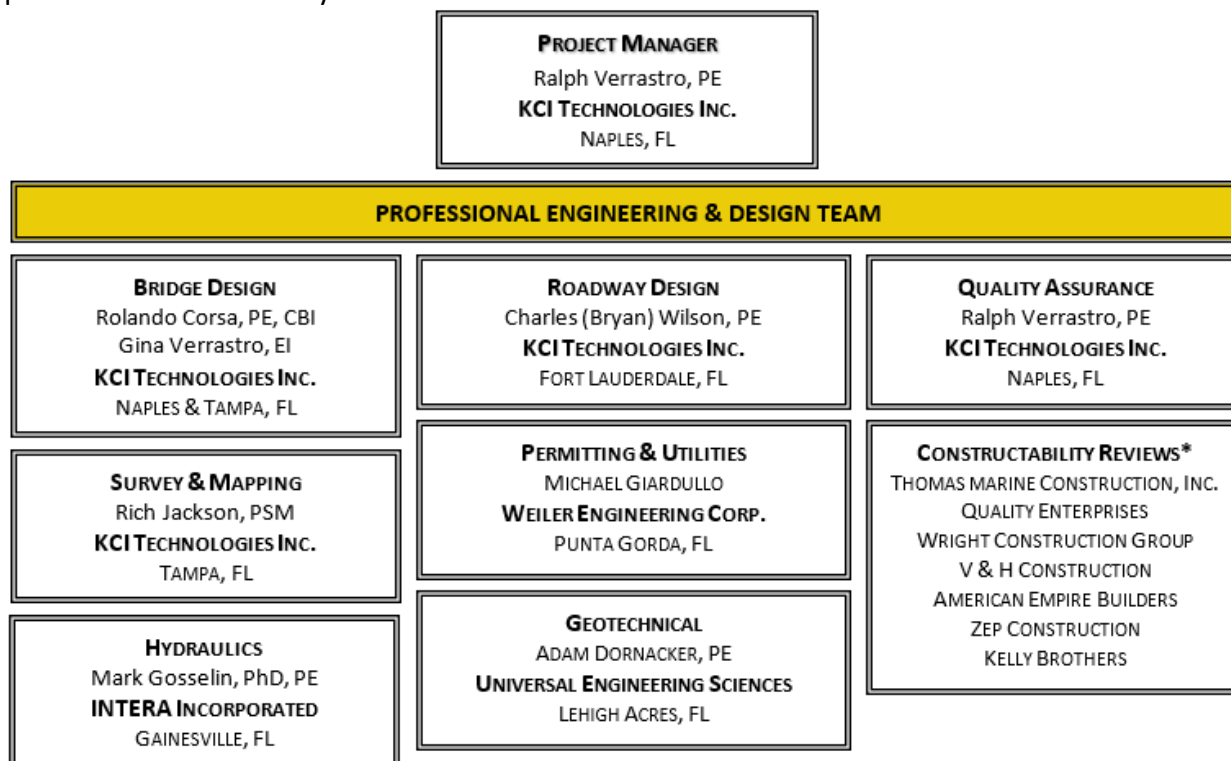 PROJECT MANAGER
Ralph Verrastro, PE
KCI TECHNOLOGIES INC.
NAPLES, FL
PROFESSIONAL ENGINEERING & DESIGN TEAM
BRIDGE DESIGN
Rolando Corsa, PE, CBI
Gina Verrastro, EI
KCI TECHNOLOGIES INC.
NAPLES & TAMPA, FL
ROADWAY DESIGN
Charles (Bryan) Wilson, PE
KCI TECHNOLOGIES INC.
FORT LAUDERDALE, FL
QUALITY ASSURANCE
Ralph Verrastro, PE
KCI TECHNOLOGIES INC.
NAPLES, FL
SURVEY & MAPPING
Rich Jackson, PSM
KCI TECHNOLOGIES INC.
TAMPA, FL
PERMITTING & UTILITIES
MICHAEL GIARDULLO
WEILER ENGINEERING CORP.
PUNTA GORDA, FL
CONSTRUCTABILITY REVIEWS*
THOMAS MARINE CONSTRUCTION, INC.
QUALITY ENTERPRISES
WRIGHT CONSTRUCTION GROUP
V & H CONSTRUCTION
AMERICAN EMPIRE BUILDERS
ZEP CONSTRUCTION
KELLY BROTHERS
HYDRAULICS
Mark Gosselin, PhD, PE
INTERA INCORPORATED
GAINESVILLE, FL
GEOTECHNICAL
ADAM DORNACKER, PE
UNIVERSAL ENGINEERING SCIENCES
LEHIGH ACRES, FL